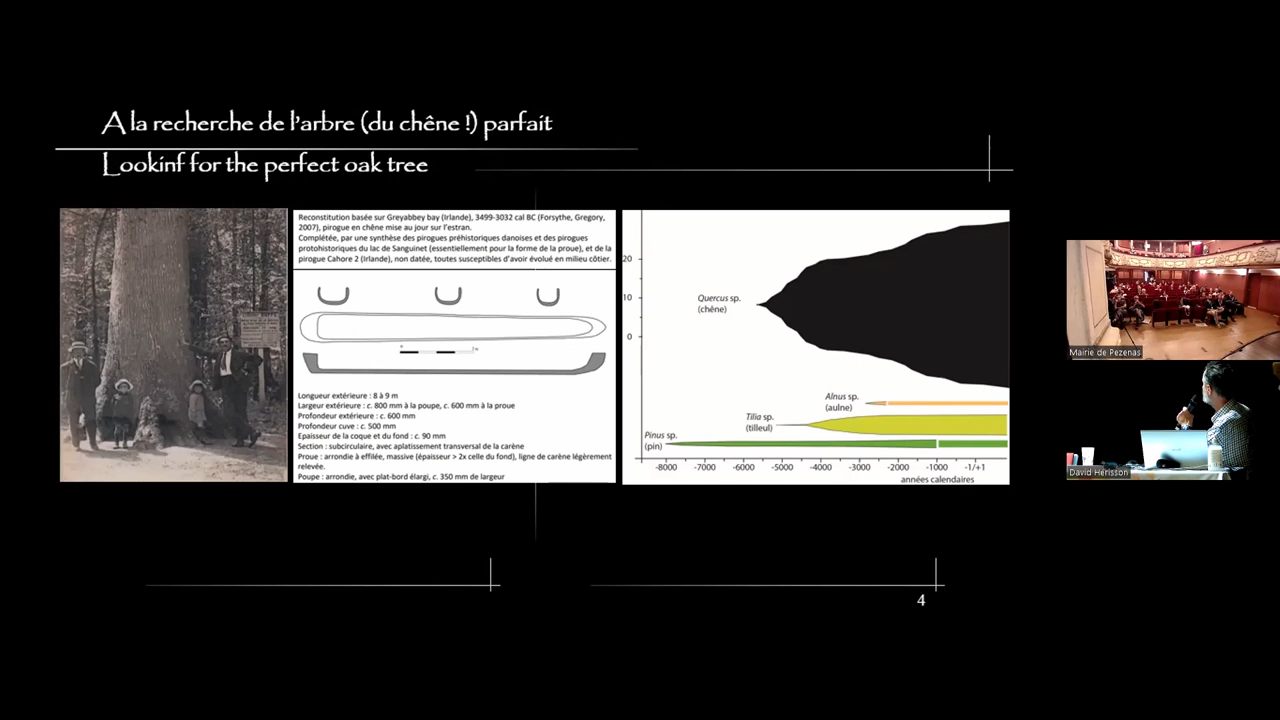 A la recherche de l'arbre (du chêne !) parfait
Lookinf for the perfect oak tree
Reconstitution basée sur Greyabbey bay (Irlande), 3499-3032 cal BC (Forsythe, Gregory,
2007), pirogue en chêne mise au jour sur l'estran.
Complétée, par une synthèse des pirogues préhistoriques danoises et des pirogues
protohistoriques du lac de Sanguinet (essentiellement pour la forme de la proue), et de la
pirogue Cahore 2 (Irlande), non datée, toutes susceptibles d'avoir évolué en milieu côtier.
Longueur extérieure : 8 à 9 m
Largeur extérieure : c. 800 mm à la poupe, c. 600 mm à la proue
Profondeur extérieure : c. 600 mm
Profondeur cuve : c. 500 mm
Epaisseur de la coque et du fond : c. 90 mm
Section : subcirculaire, avec aplatissement transversal de la carène
Proue : arrondie à effilée, massive (épaisseur > 2x celle du fond), ligne de carène légèrement
relevée.
Poupe : arrondie, avec plat-bord élargi, c. 350 mm de largeur
20
10
0
Quercus sp.
(chêne)
Alnus sp.
(aulne)
Tilia sp.
(tilleul)
Pinus sp.
(pin)
-8000 -7000 -6000 -5000 -4000 -3000 -2000 -1000 -1/+1
années calendaires
4
Mairie de Pezenas
David Hérisson